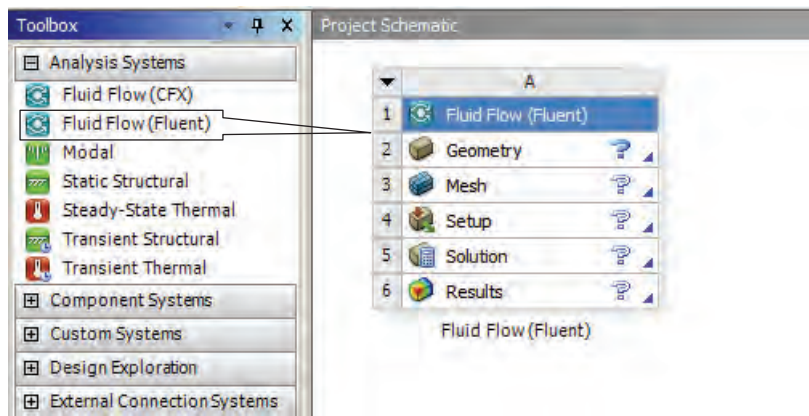 Toolbox
Analysis Systems
Fluid Flow (CFX)
Fluid Flow (Fluent)
Modal
Static Structural
Steady-State Thermal
Transient Structural
Transient Thermal
Component Systems
Custom Systems
Design Exploration
External Connection Systems
Project Schematic
A
1 Fluid Flow (Fluent)
2 Geometry ?
3 Mesh ?
4 Setup ?
5 Solution ?
6 Results ?
Fluid Flow (Fluent)